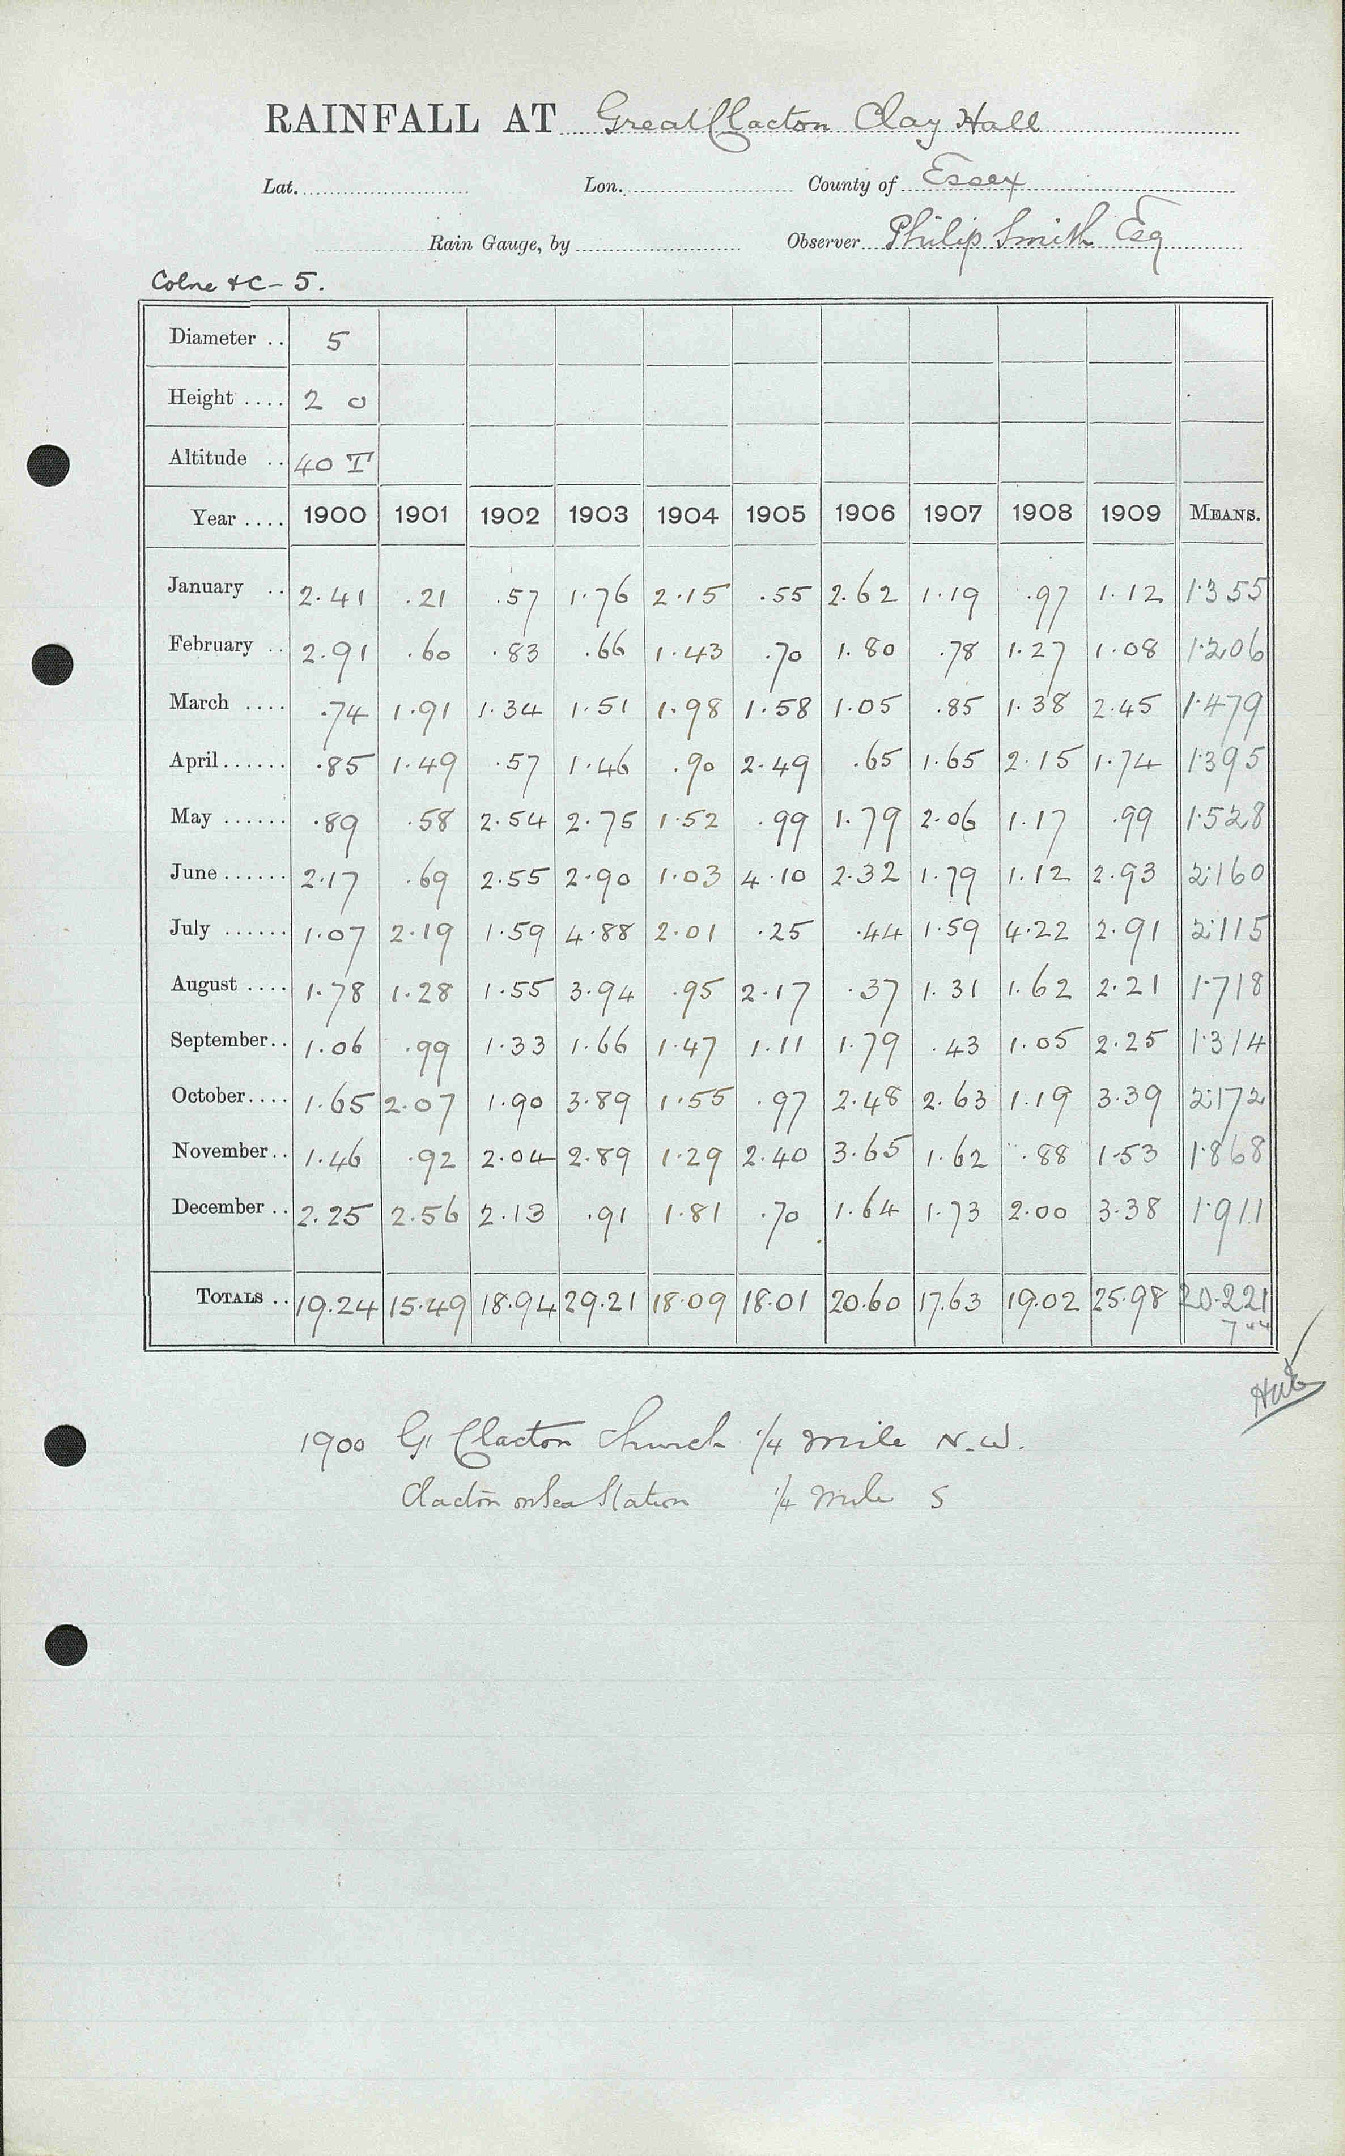 RAINFALL AT Great Clacton Clay Hall
Lat. Lon. County of Essex
Rain Gauge, by Observer Philip Smith Esq
Colne &c - 5.
Diameter .. 5
Height .... 2 0
Altitude .. 40 T
Year .... 1900 1901 1902 1903 1904 1905 1906 1907 1908 1909 MEANS.
January .. 2.41 .21 .57 1.76 2.15 .55 2.62 1.19 .97 1.12 1.355
February .. 2.91 .60 .83 .66 1.43 .70 1.80 .78 1.27 1.08 1.206
March .... .74 1.91 1.34 1.51 1.98 1.58 1.05 .85 1.38 2.45 1.479
April...... .85 1.49 .57 1.46 .90 2.49 .65 1.65 2.15 1.74 1.395
May ...... .89 .58 2.54 2.75 1.52 .99 1.79 2.06 1.17 .99 1.528
June ...... 2.17 .69 2.55 2.90 1.03 4.10 2.32 1.79 1.12 2.93 2.160
July ...... 1.07 2.19 1.59 4.88 2.01 .25 .44 1.59 4.22 2.91 2.115
August .... 1.78 1.28 1.55 3.94 .95 2.17 .37 1.31 1.62 2.21 1.718
September.. 1.06 .99 1.33 1.66 1.47 1.11 1.79 .43 1.05 2.25 1.314
October.... 1.65 2.07 1.90 3.89 1.55 .97 2.48 2.63 1.19 3.39 2.172
November.. 1.46 .92 2.04 2.89 1.29 2.40 3.65 1.62 .88 1.53 1.868
December .. 2.25 2.56 2.13 .91 1.81 .70 1.64 1.73 2.00 3.38 1.911
TOTALS .. 19.24 15.49 18.94 29.21 18.09 18.01 20.60 17.63 19.02 25.98 20.221
1900 Gt Clacton Church 1/4 mile N.W.
Clacton on Sea Station 1/4 mile S